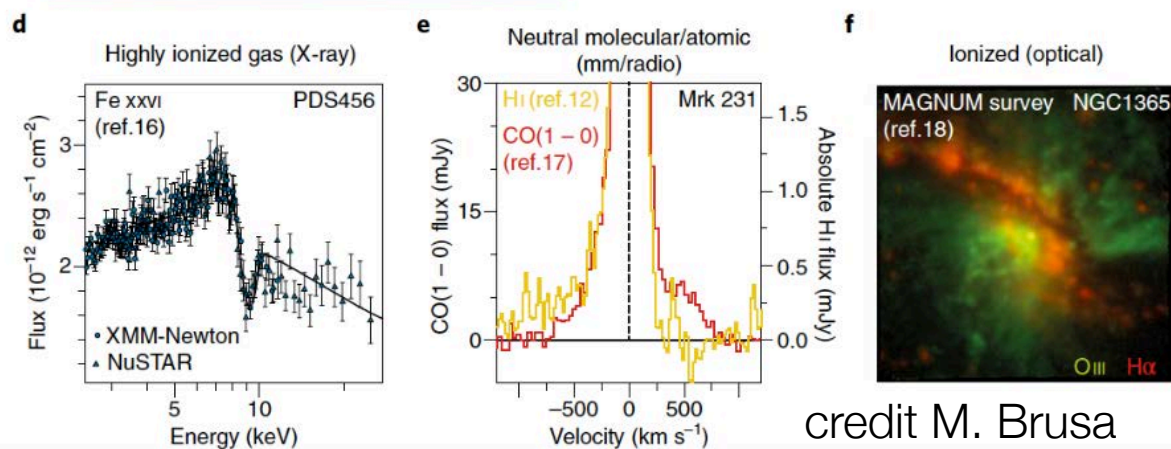 d
Highly ionized gas (X-ray)
Fe XXVI
(ref.16)
PDS456
3
2
Flux (10⁻¹² erg s⁻¹ cm⁻²)
XMM-Newton
NuSTAR
5
10
Energy (keV)
e
Neutral molecular/atomic
(mm/radio)
30
15
0
CO(1 − 0) flux (mJy)
HI (ref.12)
CO(1 − 0)
(ref.17)
Mrk 231
1.5
1.0
0.5
0.0
Absolute HI flux (mJy)
−500
0
500
Velocity (km s⁻¹)
f
Ionized (optical)
MAGNUM survey
(ref.18)
NGC1365
OIII
Hα
credit M. Brusa